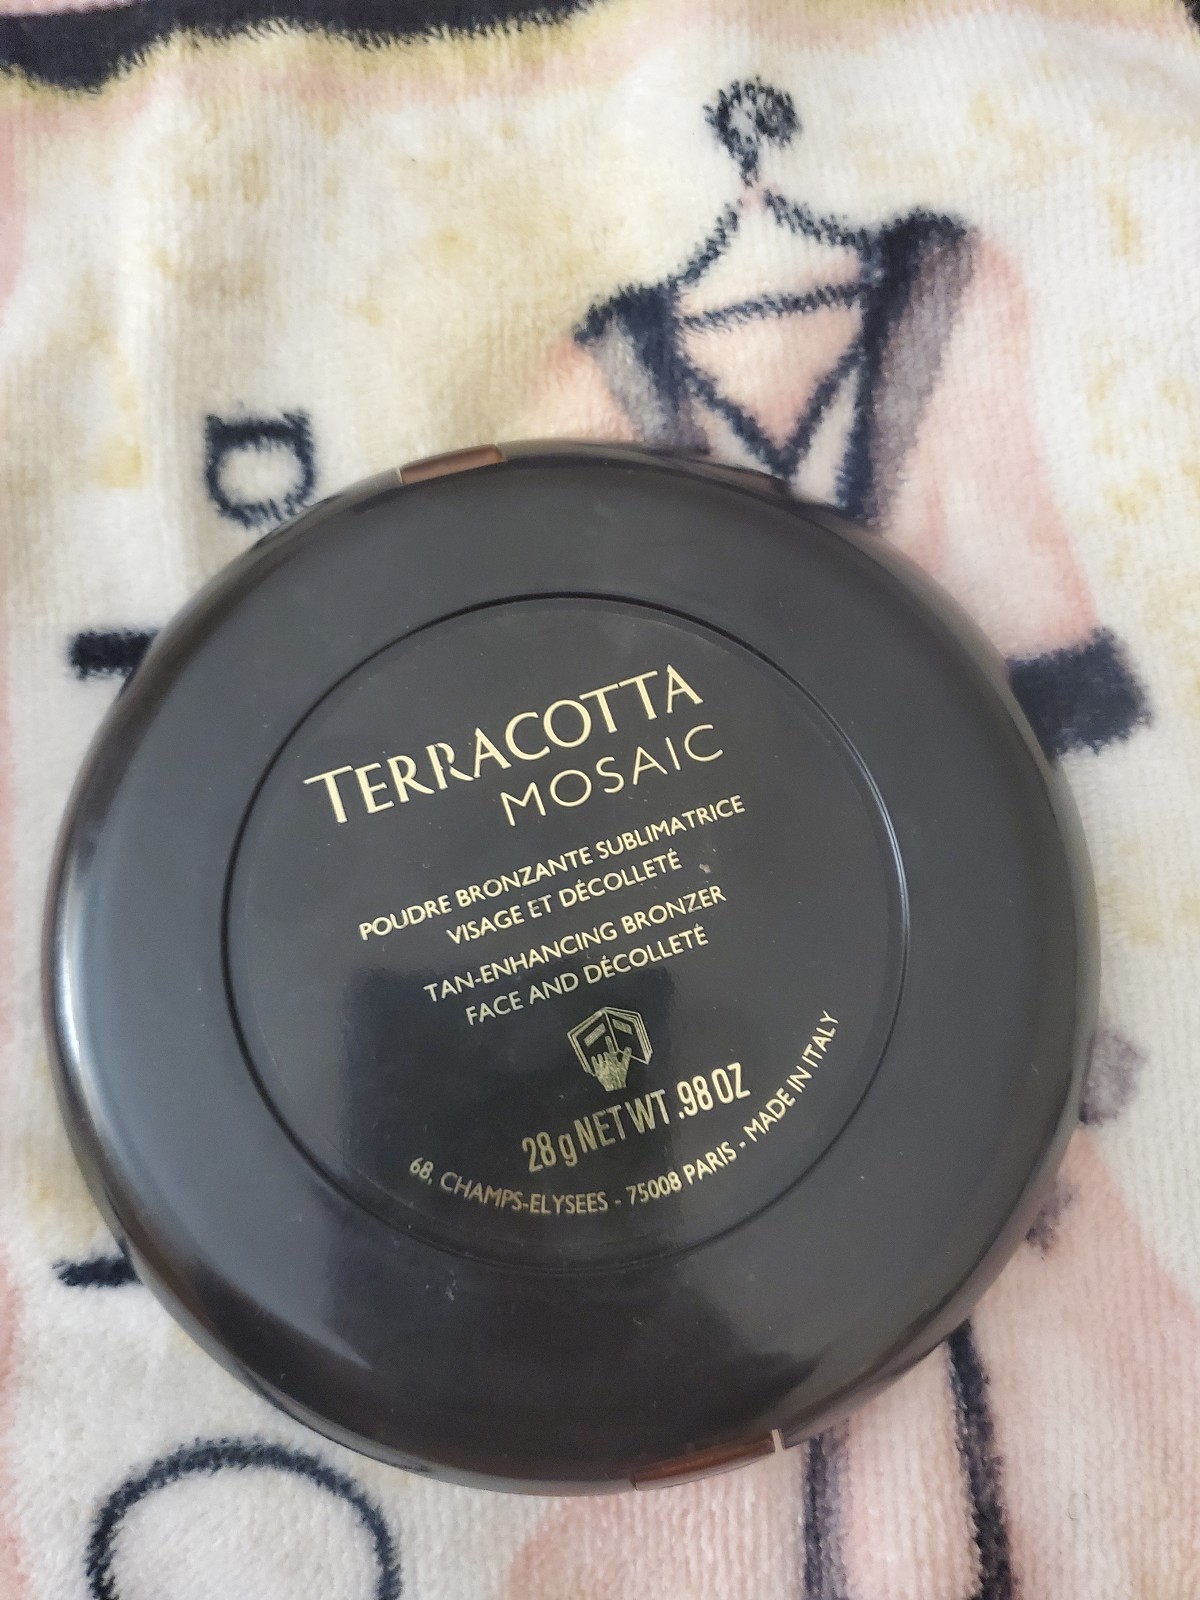 TERRACOTTA
MOSAIC
POUDRE BRONZANTE SUBLIMATRICE
VISAGE ET DÉCOLLETÉ
TAN-ENHANCING BRONZER
FACE AND DÉCOLLETÉ
28 g NET WT .98 OZ
68, CHAMPS-ELYSEES - 75008 PARIS - MADE IN ITALY